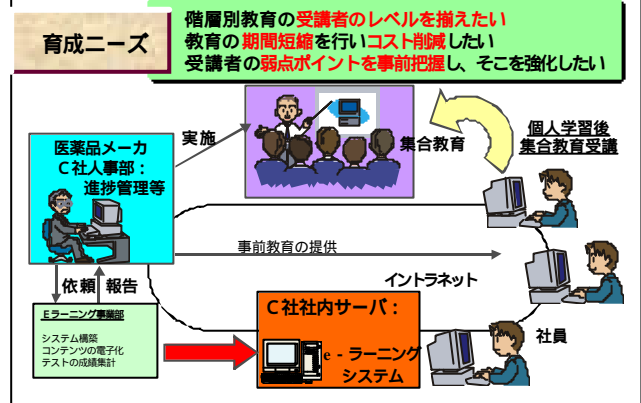 育成ニーズ
階層別教育の受講者のレベルを揃えたい
教育の期間短縮を行いコスト削減したい
受講者の弱点ポイントを事前把握し、そこを強化したい
医薬品メーカ
C社人事部：
進捗管理等
実施
集合教育
個人学習後
集合教育受講
事前教育の提供
イントラネット
依頼
報告
Eラーニング事業部
システム構築
コンテンツの電子化
テストの成績集計
C社社内サーバ：
e‐ラーニング
システム
社員